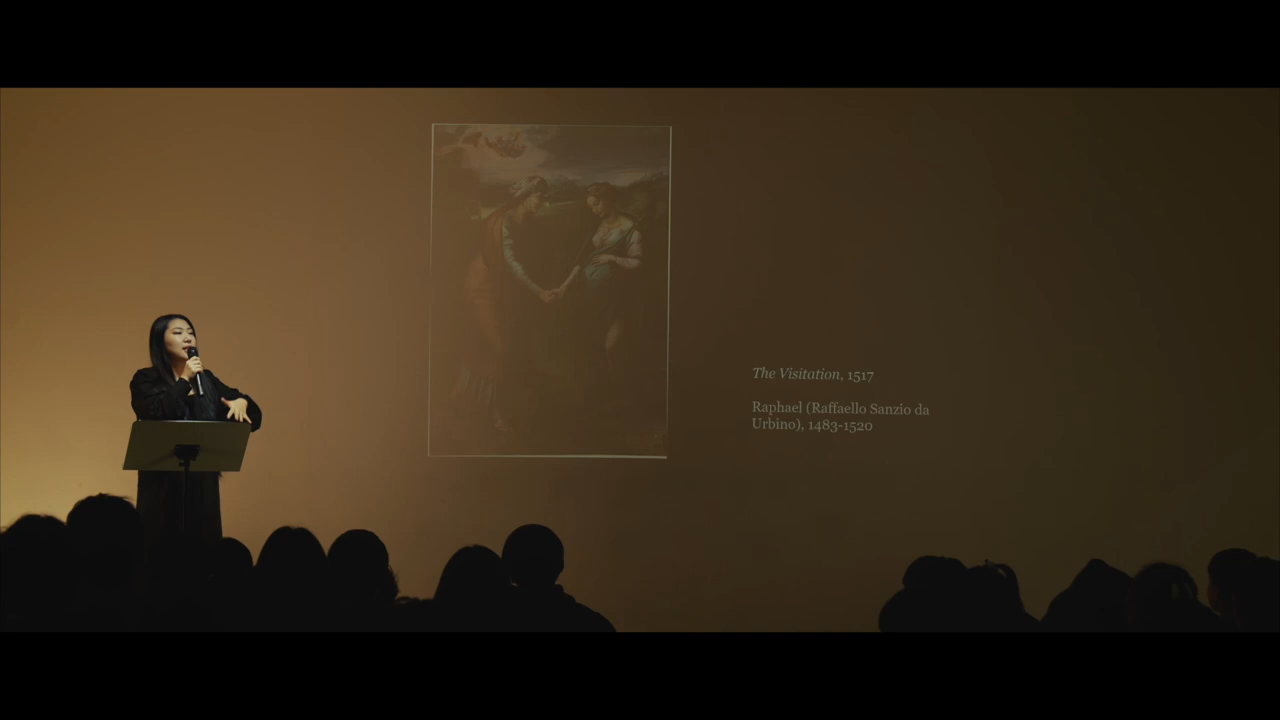 The Visitation, 1517
Raphael (Raffaello Sanzio da
Urbino), 1483-1520